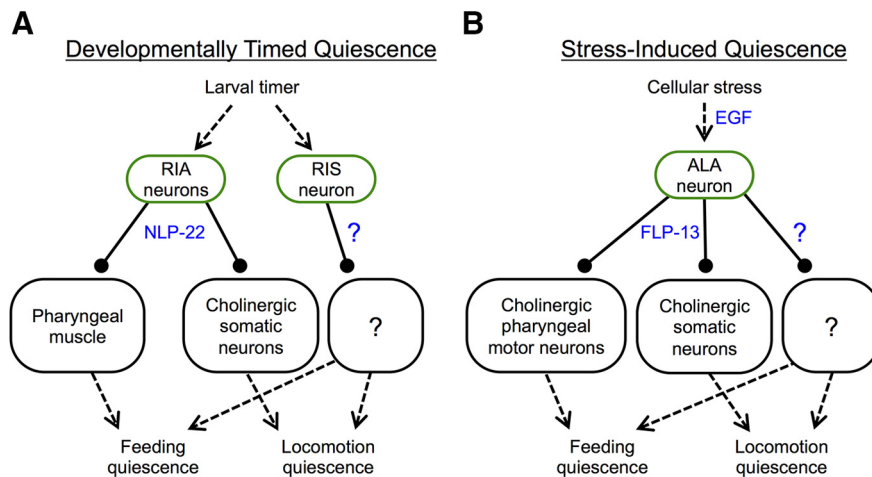 A
Developmentally Timed Quiescence
Larval timer
RIA
neurons
RIS
neuron
NLP-22
?
Pharyngeal
muscle
Cholinergic
somatic
neurons
?
Feeding
quiescence
Locomotion
quiescence
B
Stress-Induced Quiescence
Cellular stress
EGF
ALA
neuron
FLP-13
?
Cholinergic
pharyngeal
motor neurons
Cholinergic
somatic
neurons
?
Feeding
quiescence
Locomotion
quiescence